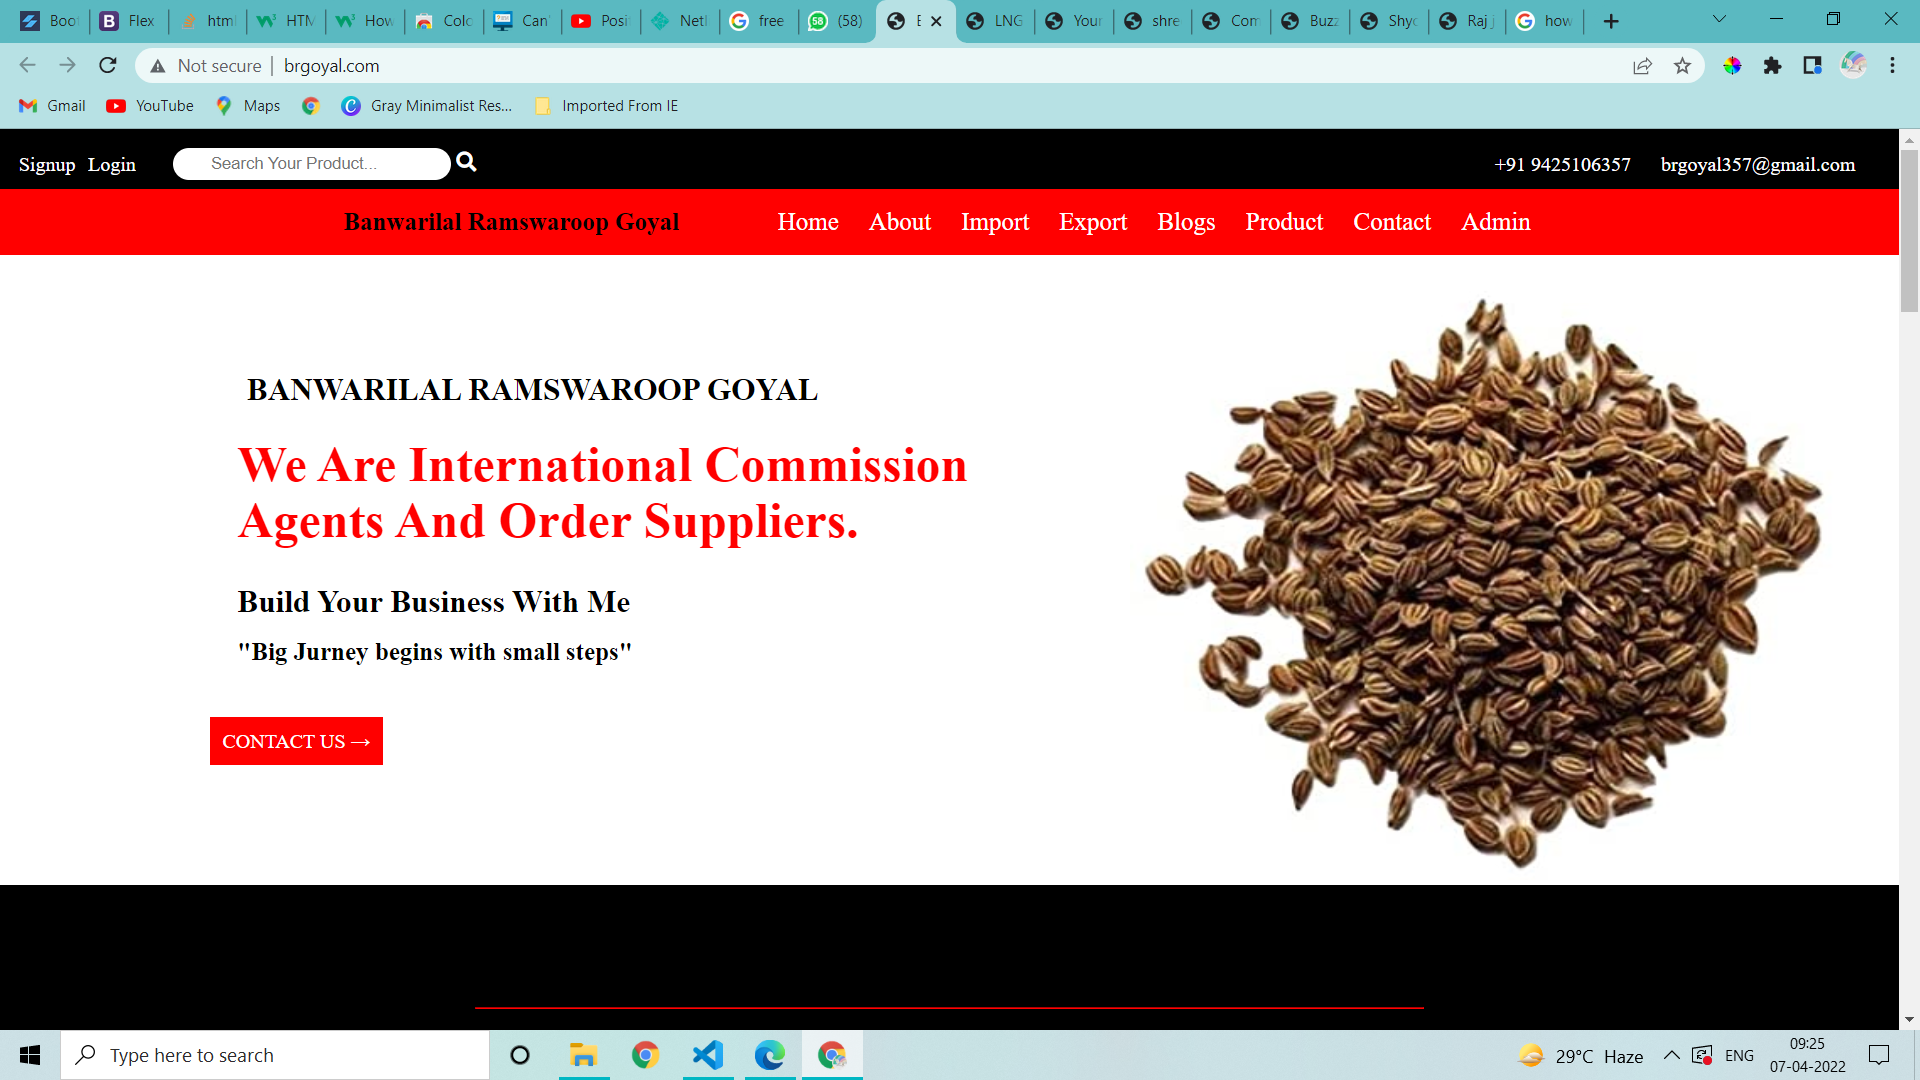 Boot
Flex
html
HTM
How
Colo
Can'
Posi
Netl
free
(58)
LNG
Your
shre
Com
Buzz
Shyo
Raj j
how
Not secure
brgoyal.com
Gmail
YouTube
Maps
Gray Minimalist Res...
Imported From IE
Signup Login
Search Your Product...
+91 9425106357
brgoyal357@gmail.com
Banwarilal Ramswaroop Goyal
Home About Import Export Blogs Product Contact Admin
BANWARILAL RAMSWAROOP GOYAL
We Are International Commission
Agents And Order Suppliers.
Build Your Business With Me
"Big Jurney begins with small steps"
CONTACT US →
Type here to search
29°C Haze
ENG
09:25
07-04-2022